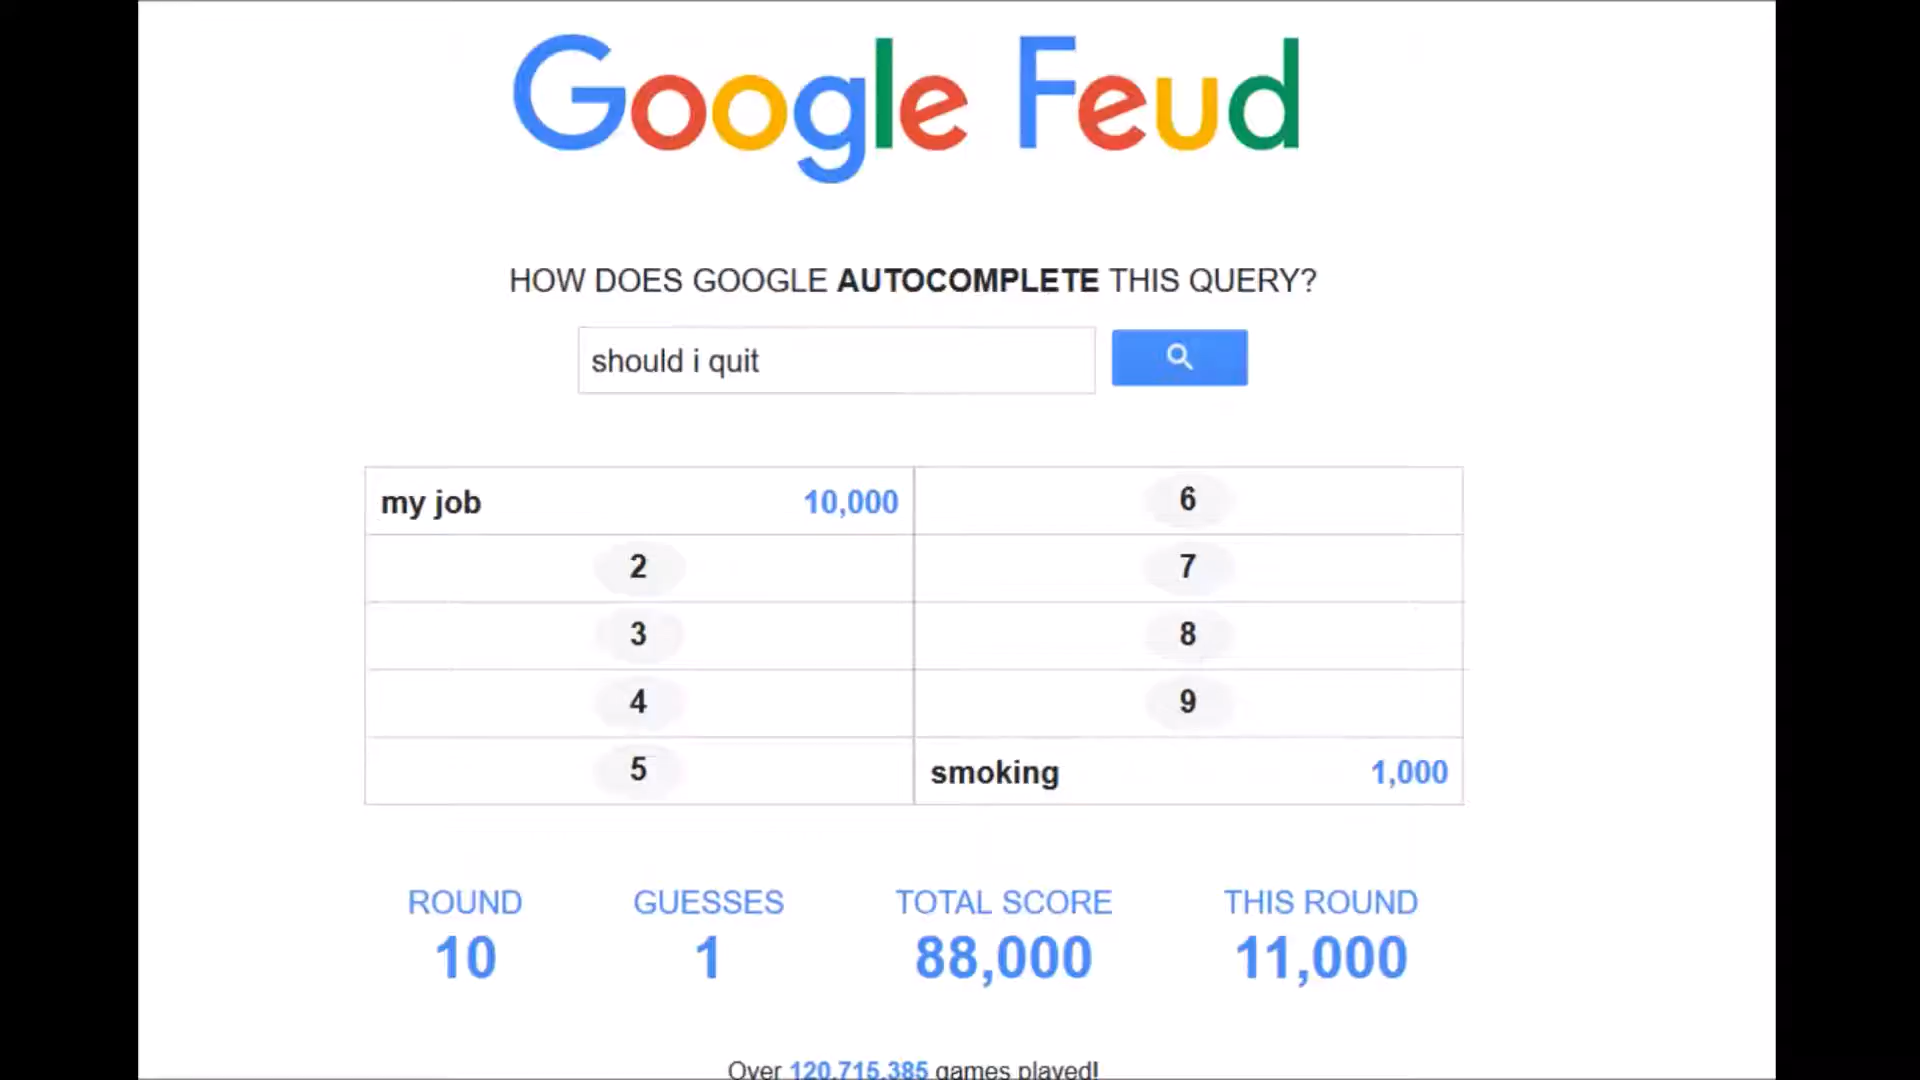 Google Feud
HOW DOES GOOGLE AUTOCOMPLETE THIS QUERY?
should i quit
my job 10,000 6
2 7
3 8
4 9
5 smoking 1,000
ROUND GUESSES TOTAL SCORE THIS ROUND
10 1 88,000 11,000
Over 120,715,385 games played!